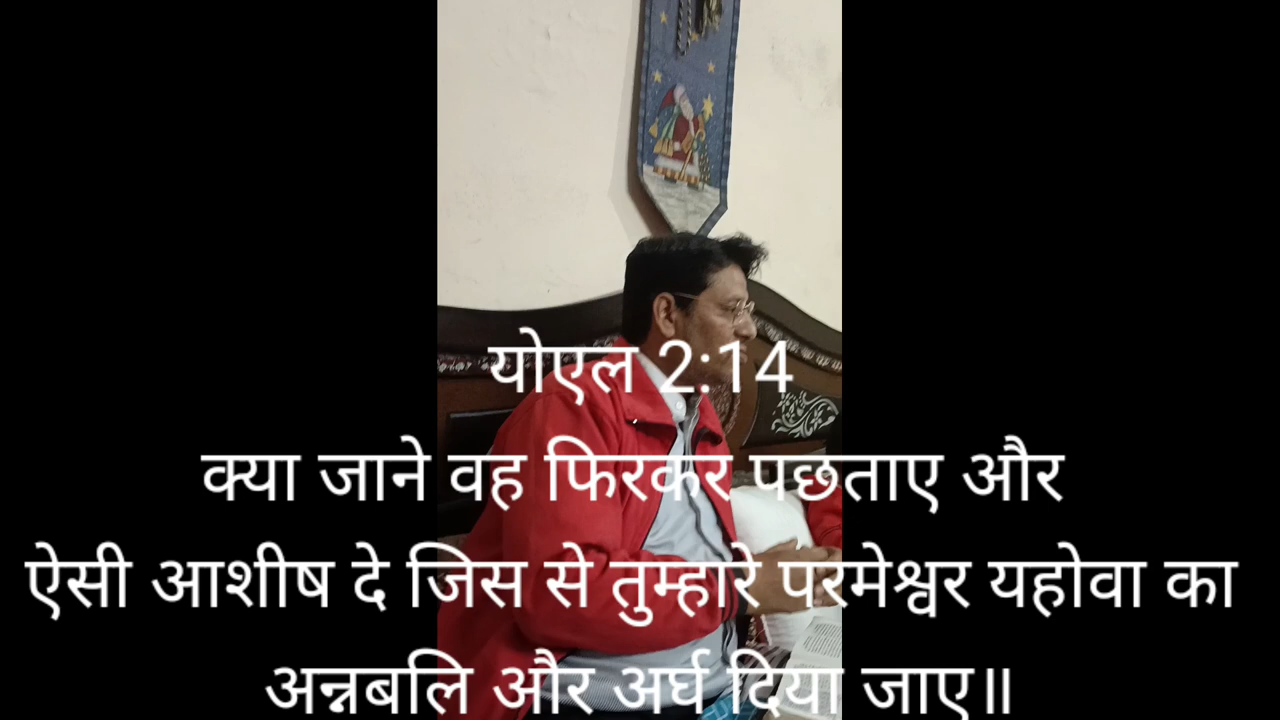 योएल 2:14
क्या जाने वह फिरकर पछताए और
ऐसी आशीष दे जिस से तुम्हारे परमेश्वर यहोवा का
अन्नबलि और अर्घ दिया जाए॥